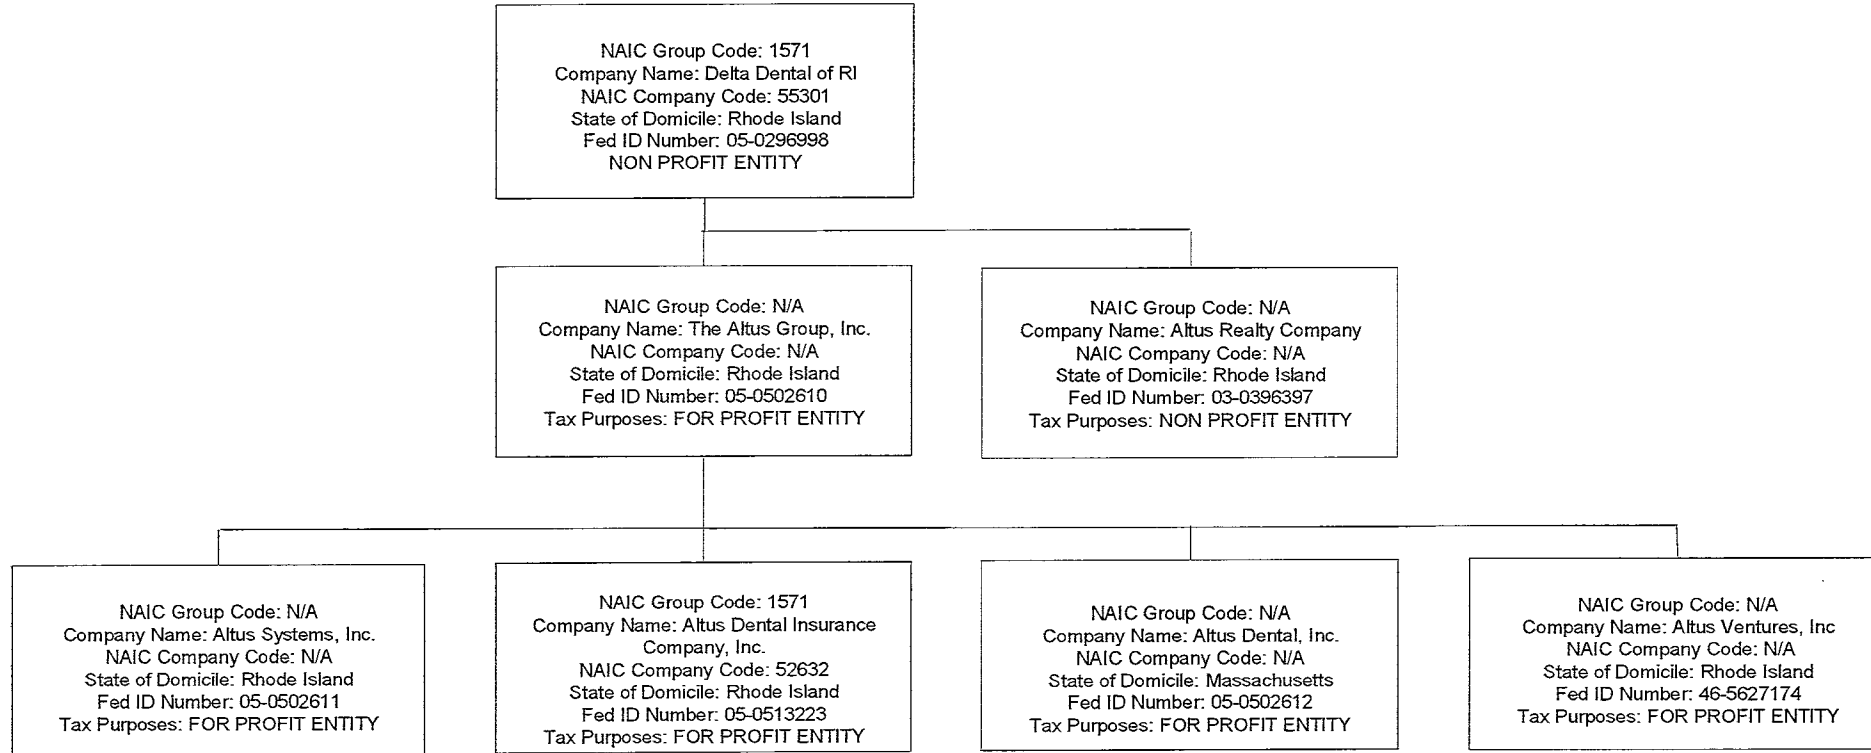 NAIC Group Code: 1571
Company Name: Delta Dental of RI
NAIC Company Code: 55301
State of Domicile: Rhode Island
Fed ID Number: 05-0296998
NON PROFIT ENTITY
NAIC Group Code: N/A
Company Name: The Altus Group, Inc.
NAIC Company Code: N/A
State of Domicile: Rhode Island
Fed ID Number: 05-0502610
Tax Purposes: FOR PROFIT ENTITY
NAIC Group Code: N/A
Company Name: Altus Realty Company
NAIC Company Code: N/A
State of Domicile: Rhode Island
Fed ID Number: 03-0396397
Tax Purposes: NON PROFIT ENTITY
NAIC Group Code: N/A
Company Name: Altus Systems, Inc.
NAIC Company Code: N/A
State of Domicile: Rhode Island
Fed ID Number: 05-0502611
Tax Purposes: FOR PROFIT ENTITY
NAIC Group Code: 1571
Company Name: Altus Dental Insurance
Company, Inc.
NAIC Company Code: 52632
State of Domicile: Rhode Island
Fed ID Number: 05-0513223
Tax Purposes: FOR PROFIT ENTITY
NAIC Group Code: N/A
Company Name: Altus Dental, Inc.
NAIC Company Code: N/A
State of Domicile: Massachusetts
Fed ID Number: 05-0502612
Tax Purposes: FOR PROFIT ENTITY
NAIC Group Code: N/A
Company Name: Altus Ventures, Inc
NAIC Company Code: N/A
State of Domicile: Rhode Island
Fed ID Number: 46-5627174
Tax Purposes: FOR PROFIT ENTITY